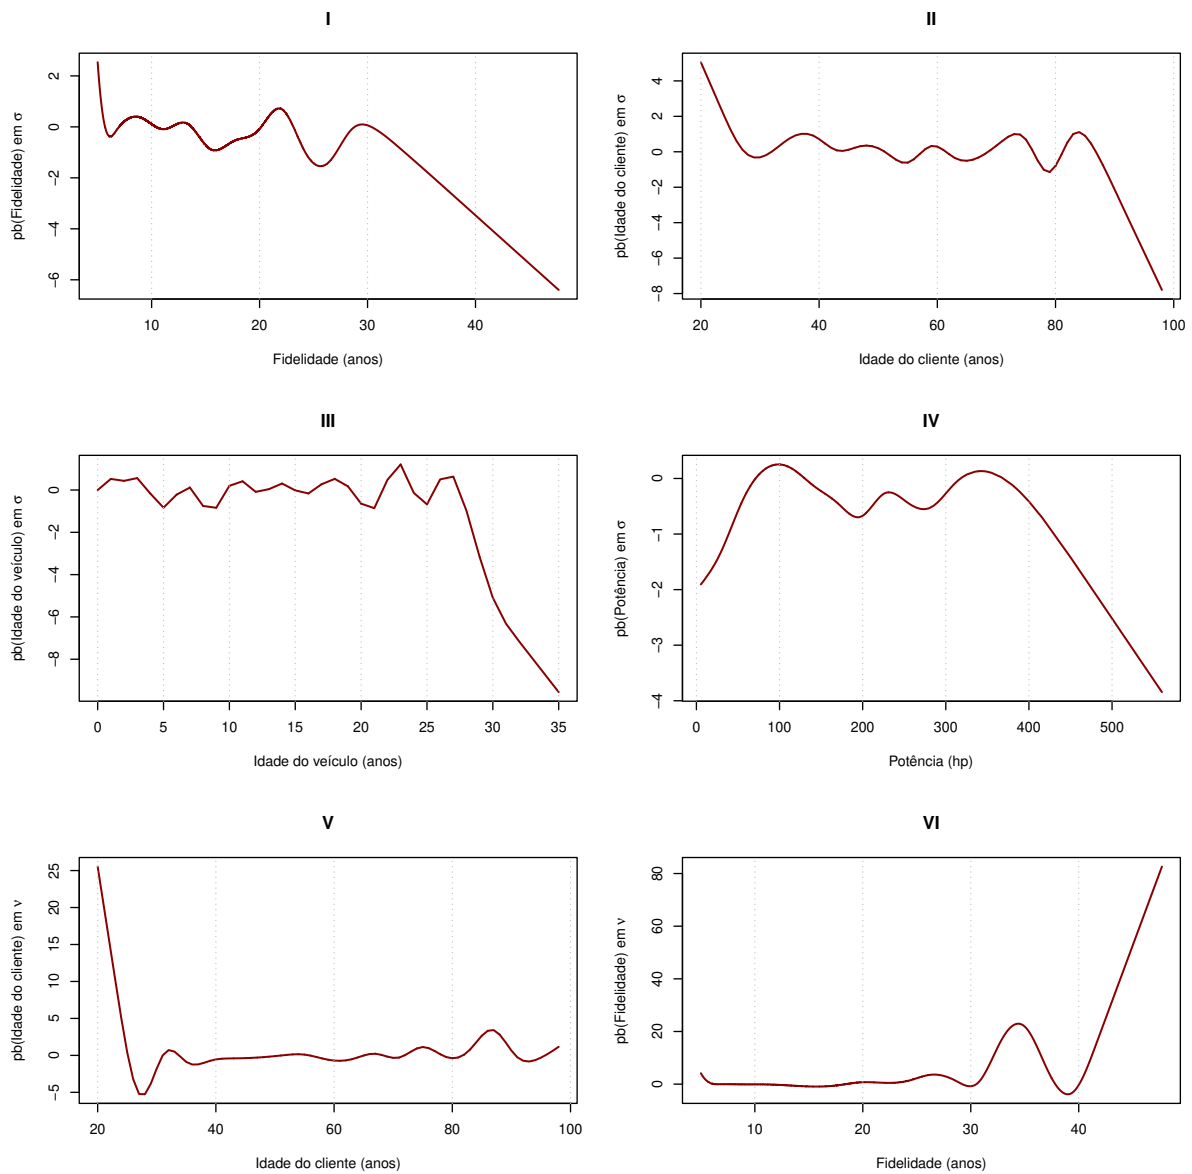 I
pb(Fidelidade) em σ
2
0
−2
−4
−6
10 20 30 40
Fidelidade (anos)
II
pb(Idade do cliente) em σ
4
2
0
−2
−4
−6
−8
20 40 60 80 100
Idade do cliente (anos)
III
pb(Idade do veículo) em σ
0
−2
−4
−6
−8
0 5 10 15 20 25 30 35
Idade do veículo (anos)
IV
pb(Potência) em σ
0
−1
−2
−3
−4
0 100 200 300 400 500
Potência (hp)
V
pb(Idade do cliente) em ν
25
20
15
10
5
0
−5
20 40 60 80 100
Idade do cliente (anos)
VI
pb(Fidelidade) em ν
80
60
40
20
0
10 20 30 40
Fidelidade (anos)